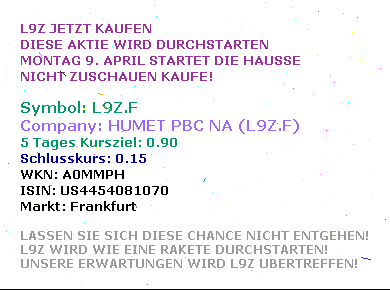 L9Z JETZT KAUFEN
DIESE AKTIE WIRD DURCHSTARTEN
MONTAG 9. APRIL STARTET DIE HAUSSE
NICHT ZUSCHAUEN KAUFE!
Symbol: L9Z.F
Company: HUMET PBC NA (L9Z.F)
5 Tages Kursziel: 0.90
Schlusskurs: 0.15
WKN: A0MMPH
ISIN: US4454081070
Markt: Frankfurt
LASSEN SIE SICH DIESE CHANCE NICHT ENTGEHEN!
L9Z WIRD WIE EINE RAKETE DURCHSTARTEN!
UNSERE ERWARTUNGEN WIRD L9Z UBERTREFFEN!